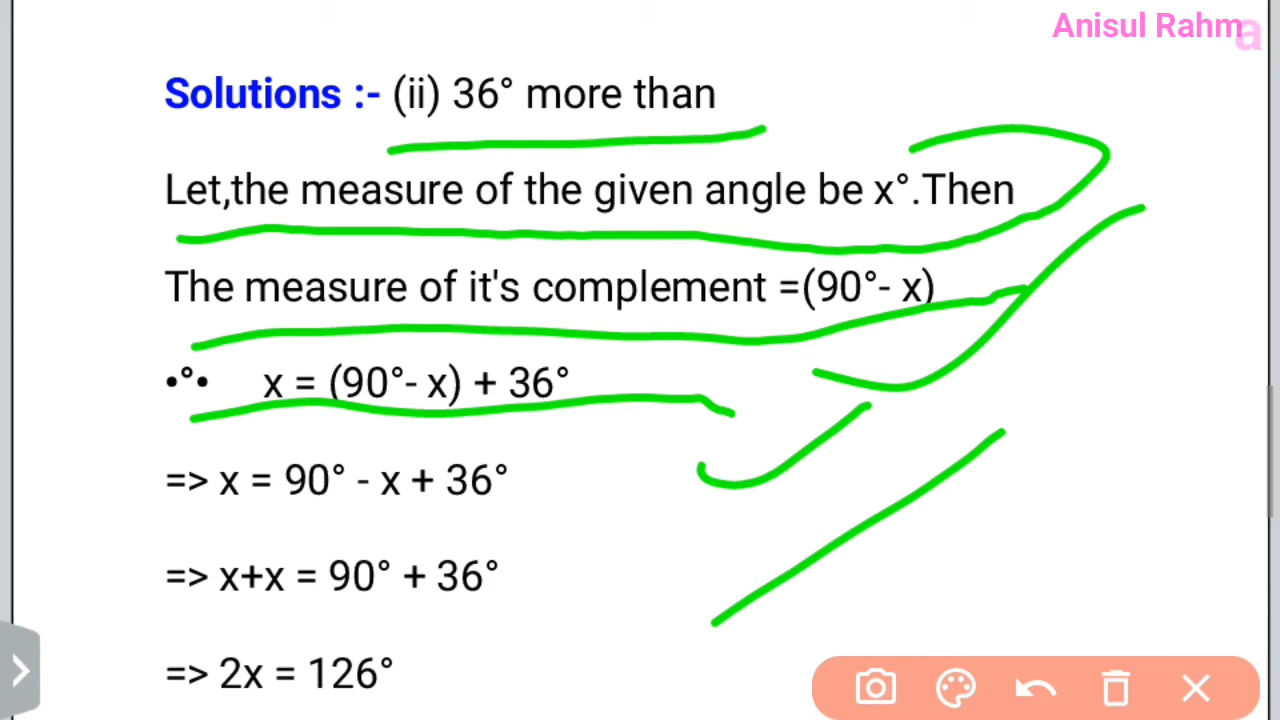 Anisul Rahm
a
Solutions :- (ii) 36° more than
Let,the measure of the given angle be x°.Then
The measure of it's complement =(90°- x)
•°• x = (90°- x) + 36°
=> x = 90° - x + 36°
=> x+x = 90° + 36°
=> 2x = 126°